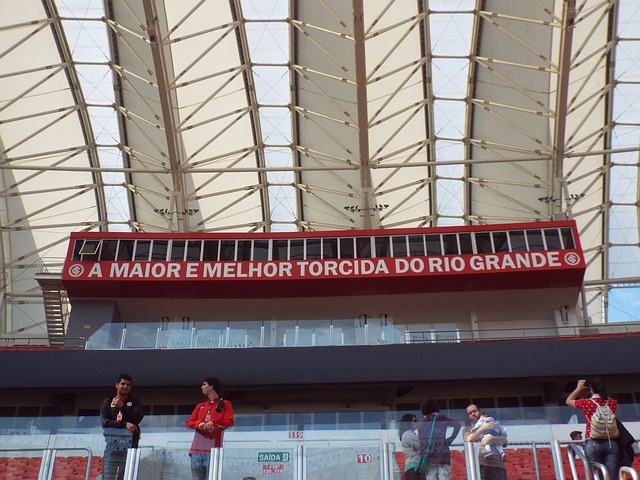 A MAIOR E MELHOR TORCIDA DO RIO GRANDE
119
SAÍDA
10